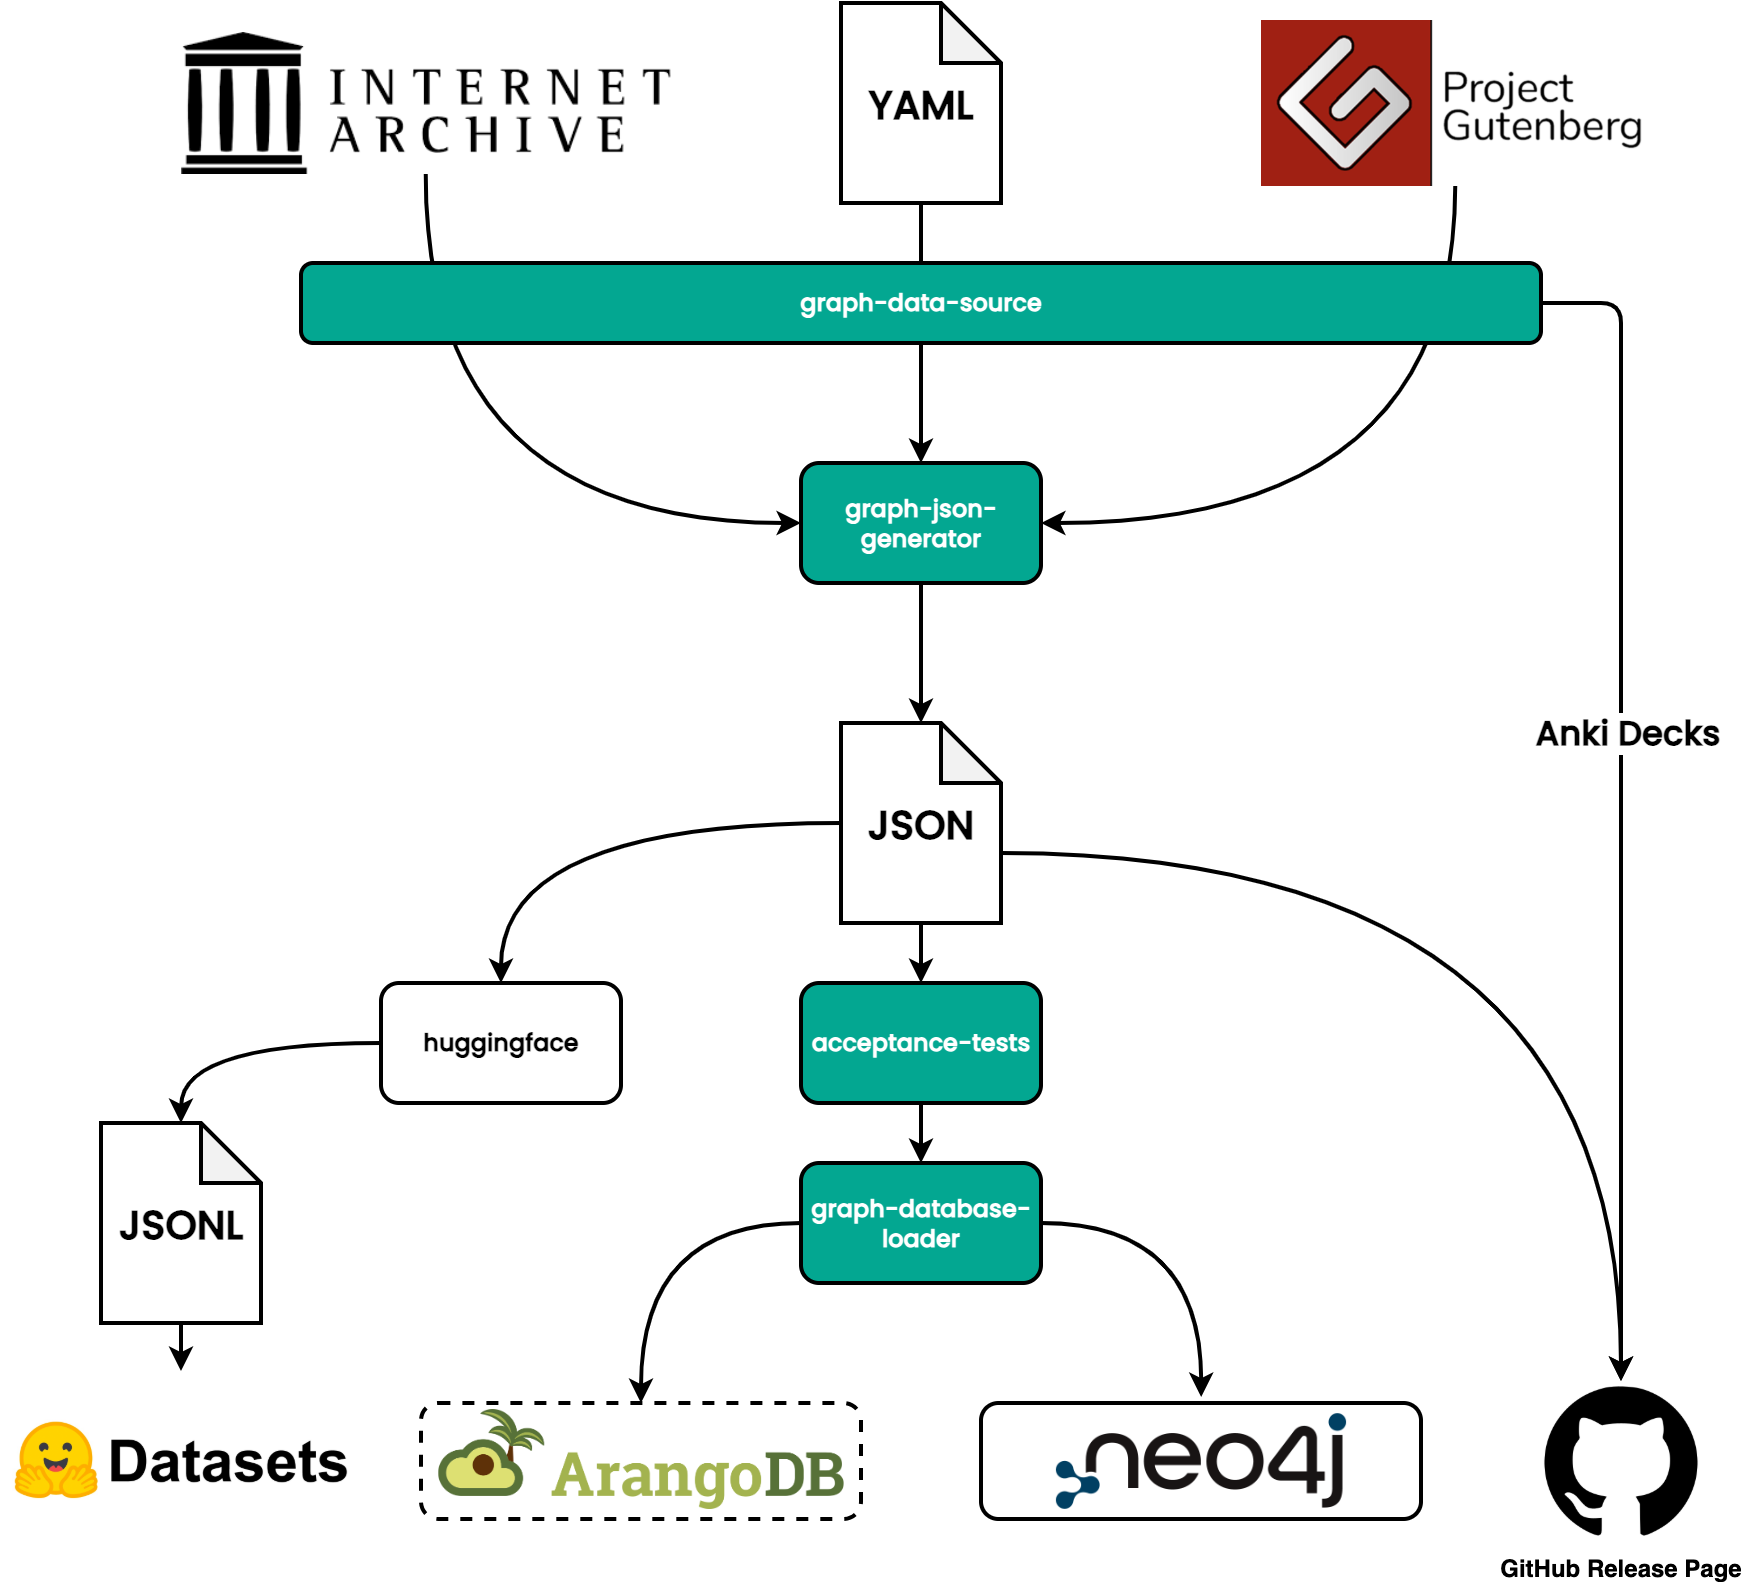 INTERNET
ARCHIVE
YAML
Project
Gutenberg
graph-data-source
graph-json-
generator
Anki Decks
JSON
huggingface
acceptance-tests
JSONL
graph-database-
loader
Datasets
ArangoDB
neo4j
GitHub Release Page